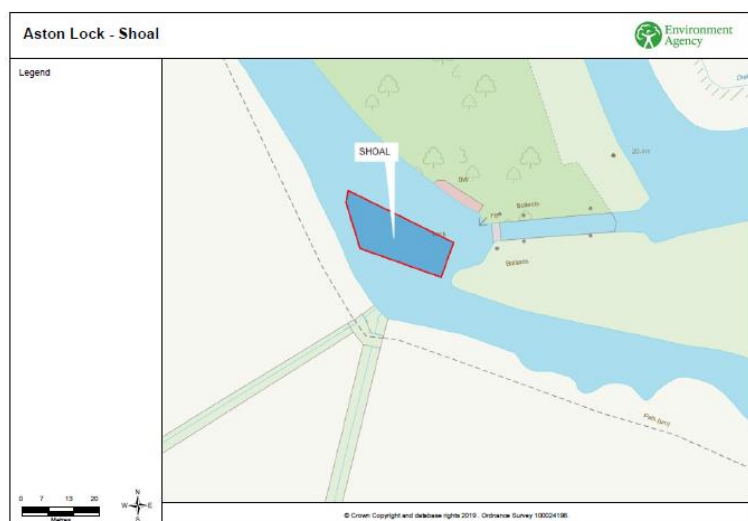 Aston Lock - Shoal
Environment
Agency
Legend
SHOAL
Bollards
Bollards
Path (um)
0 7 13 20
Metres
N
W E
S
© Crown Copyright and database rights 2019. Ordnance Survey 100024198.